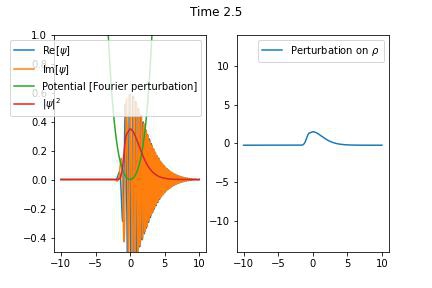 Time 2.5
Re[ψ]
Im[ψ]
Potential [Fourier perturbation]
|ψ|²
1.0
0.8
0.6
0.4
0.2
0.0
−0.2
−0.4
−10 −5 0 5 10
Perturbation on ρ
10
5
0
−5
−10
−10 −5 0 5 10